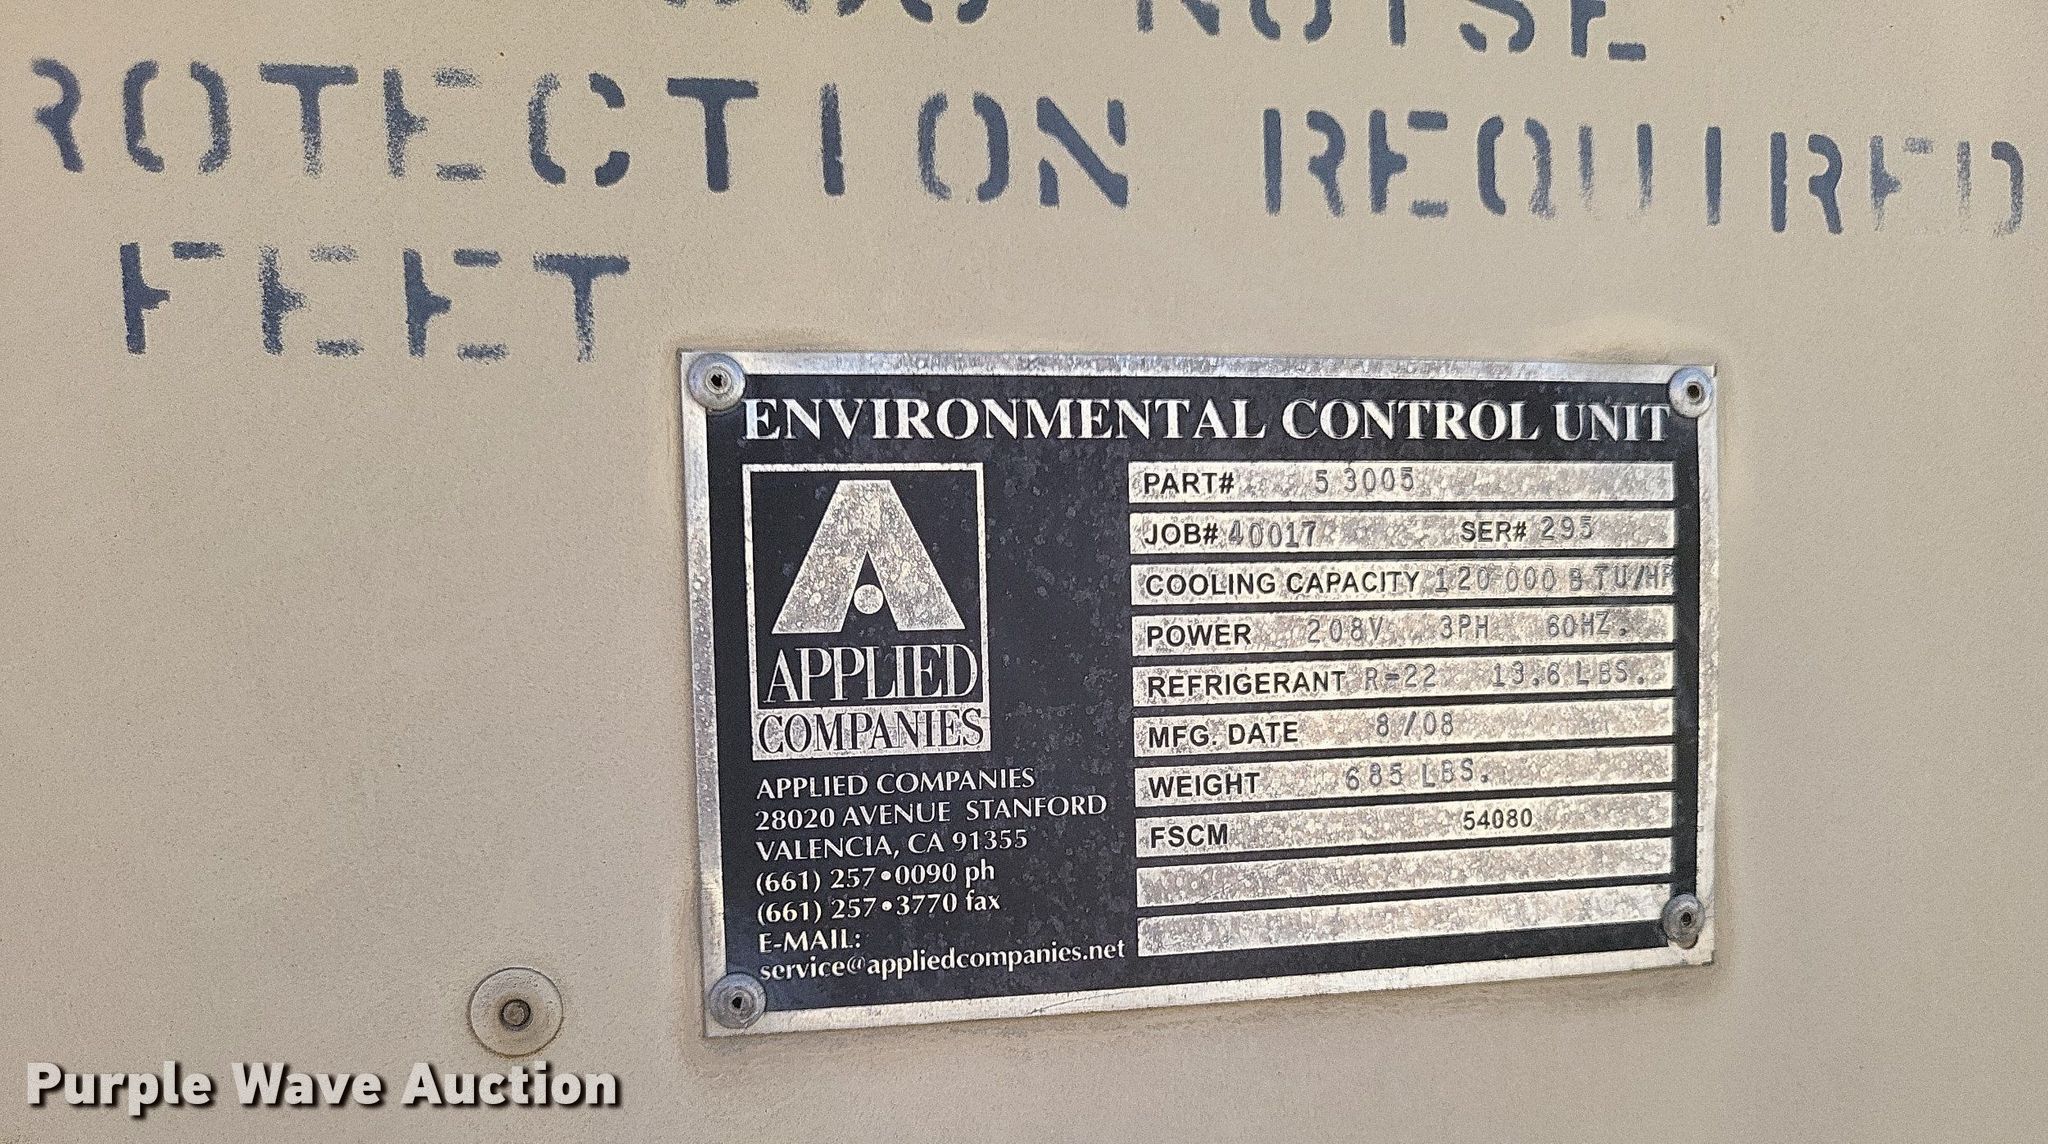 NOISE
ROTECTION REQUIRED
FEET
ENVIRONMENTAL CONTROL UNIT
A
APPLIED
COMPANIES
APPLIED COMPANIES
28020 AVENUE STANFORD
VALENCIA, CA 91355
(661) 257•0090 ph
(661) 257•3770 fax
E-MAIL:
service@appliedcompanies.net
PART# 53005
JOB# 40017 SER# 295
COOLING CAPACITY 120 000 BTU/HR
POWER 208V 3PH 60HZ.
REFRIGERANT R-22 13.6 LBS.
MFG. DATE 8/08
WEIGHT 685 LBS.
FSCM 54080
Purple Wave Auction